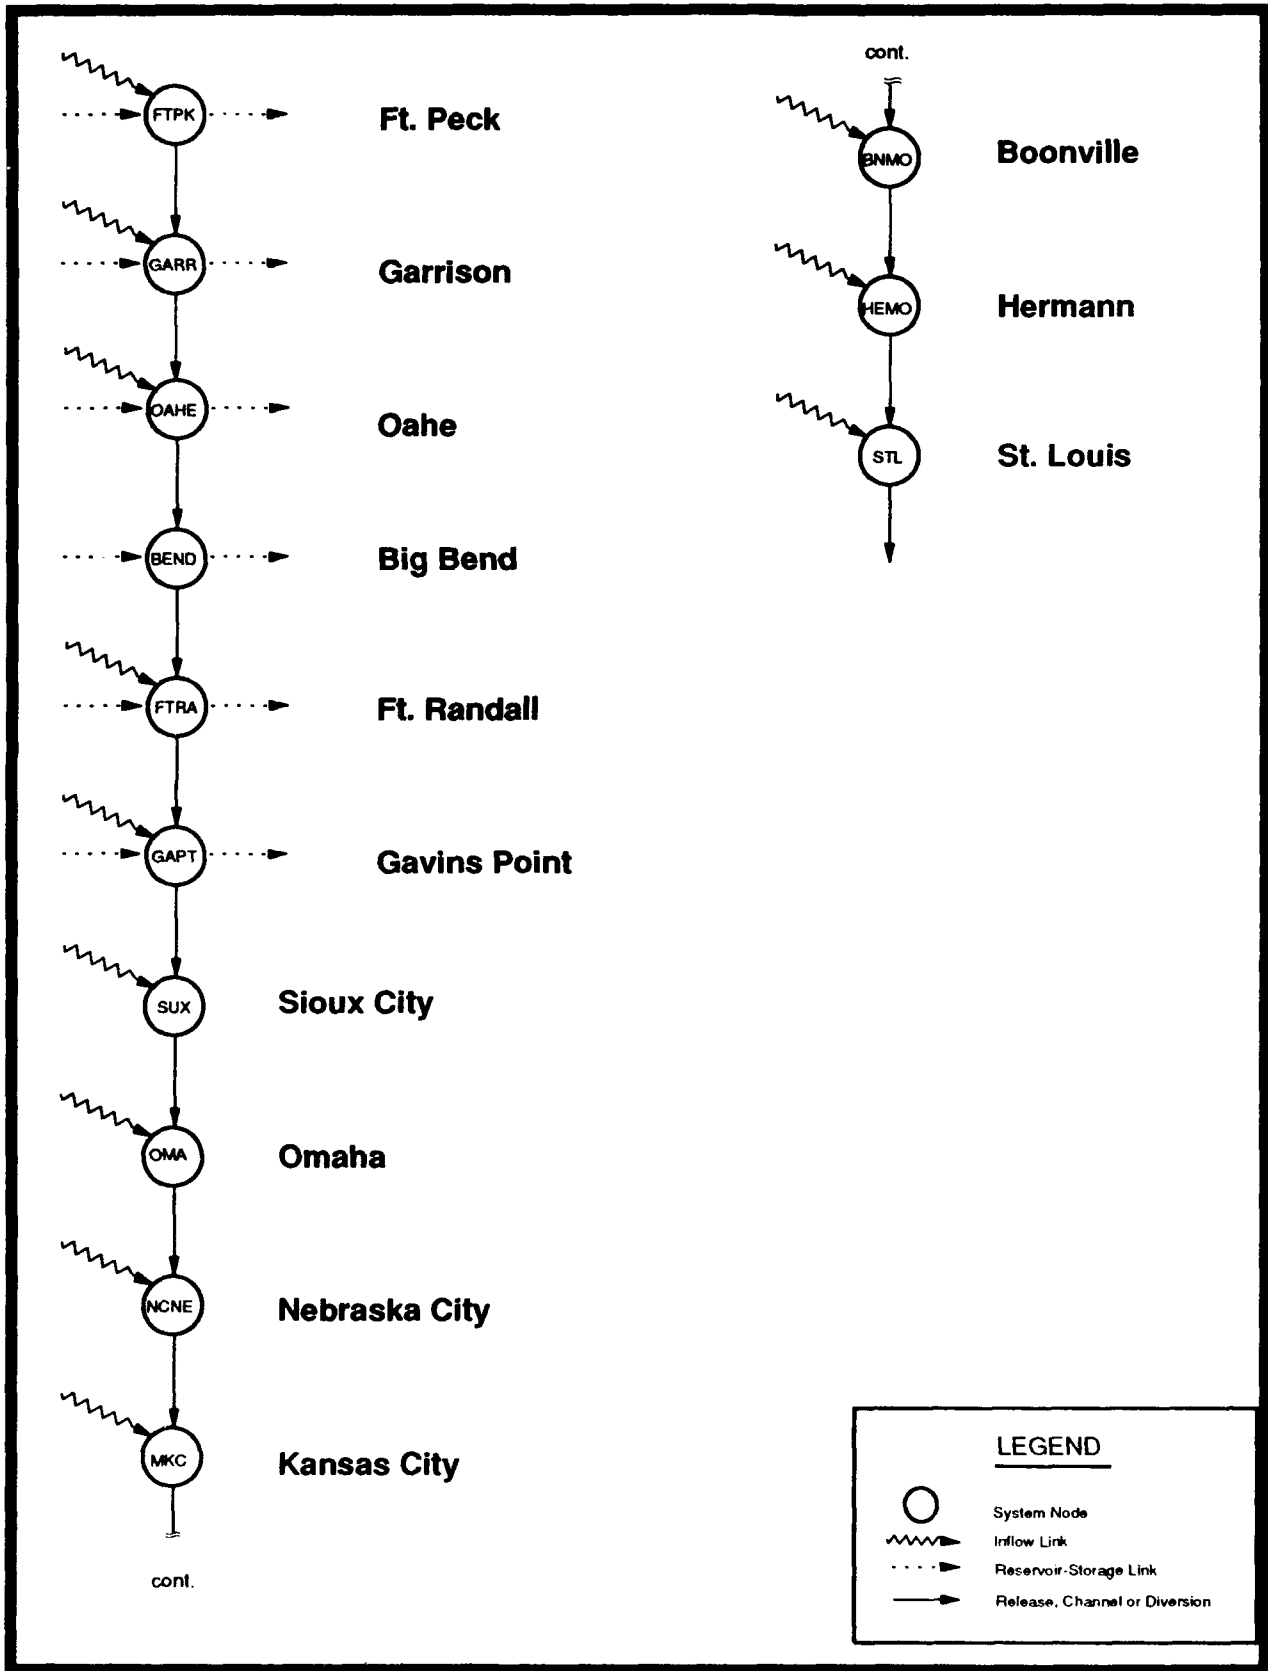 FTPK
Ft. Peck
GARR
Garrison
OAHE
Oahe
BEND
Big Bend
FTRA
Ft. Randall
GAPT
Gavins Point
SUX
Sioux City
OMA
Omaha
NCNE
Nebraska City
MKC
Kansas City
cont.
cont.
BNMO
Boonville
HEMO
Hermann
STL
St. Louis
LEGEND
System Node
Inflow Link
Reservoir-Storage Link
Release, Channel or Diversion